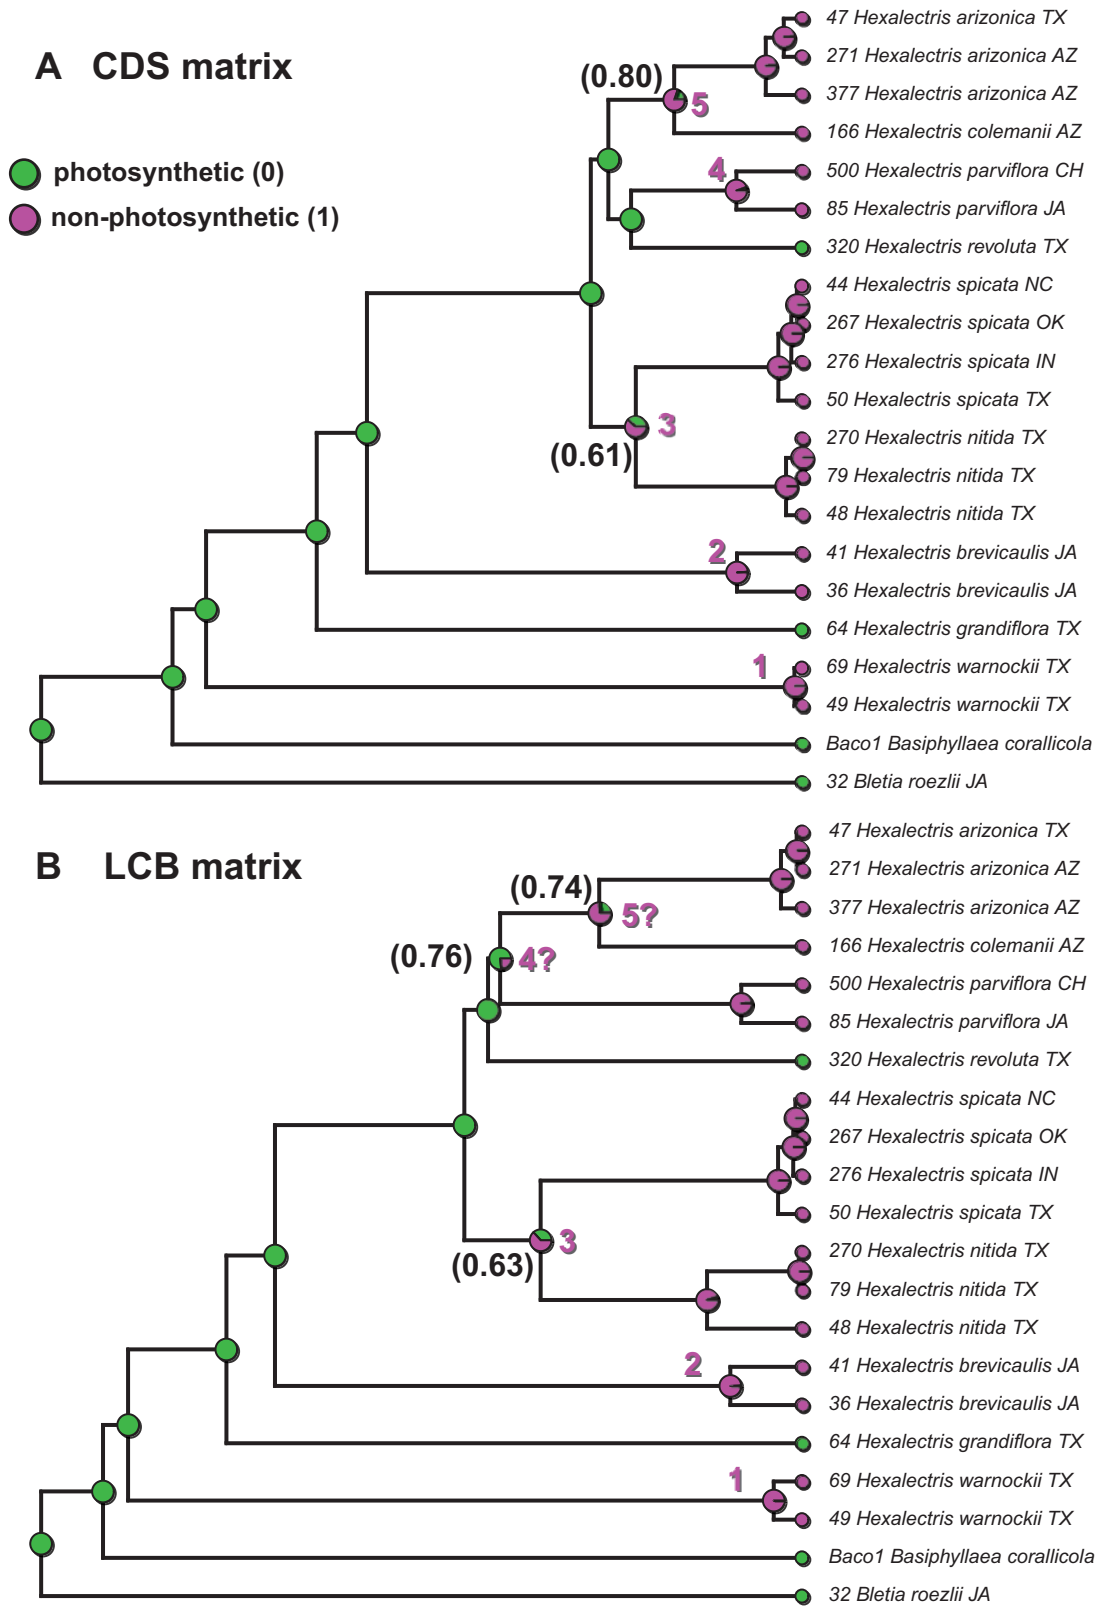 A CDS matrix
photosynthetic (0)
non-photosynthetic (1)
(0.80)
5
4
3
(0.61)
2
1
47 Hexalectris arizonica TX
271 Hexalectris arizonica AZ
377 Hexalectris arizonica AZ
166 Hexalectris colemanii AZ
500 Hexalectris parviflora CH
85 Hexalectris parviflora JA
320 Hexalectris revoluta TX
44 Hexalectris spicata NC
267 Hexalectris spicata OK
276 Hexalectris spicata IN
50 Hexalectris spicata TX
270 Hexalectris nitida TX
79 Hexalectris nitida TX
48 Hexalectris nitida TX
41 Hexalectris brevicaulis JA
36 Hexalectris brevicaulis JA
64 Hexalectris grandiflora TX
69 Hexalectris warnockii TX
49 Hexalectris warnockii TX
Baco1 Basiphyllaea corallicola
32 Bletia roezlii JA
B LCB matrix
(0.74)
5?
(0.76)
4?
3
(0.63)
2
1
47 Hexalectris arizonica TX
271 Hexalectris arizonica AZ
377 Hexalectris arizonica AZ
166 Hexalectris colemanii AZ
500 Hexalectris parviflora CH
85 Hexalectris parviflora JA
320 Hexalectris revoluta TX
44 Hexalectris spicata NC
267 Hexalectris spicata OK
276 Hexalectris spicata IN
50 Hexalectris spicata TX
270 Hexalectris nitida TX
79 Hexalectris nitida TX
48 Hexalectris nitida TX
41 Hexalectris brevicaulis JA
36 Hexalectris brevicaulis JA
64 Hexalectris grandiflora TX
69 Hexalectris warnockii TX
49 Hexalectris warnockii TX
Baco1 Basiphyllaea corallicola
32 Bletia roezlii JA